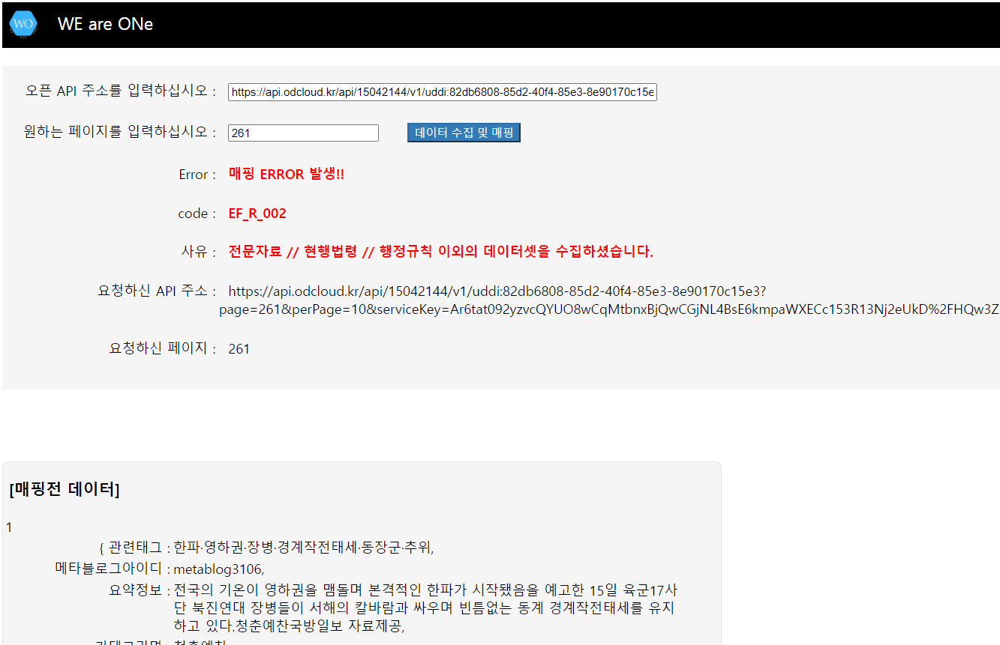 WO WE are ONe
오픈 API 주소를 입력하십시오 : https://api.odcloud.kr/api/15042144/v1/uddi:82db6808-85d2-40f4-85e3-8e90170c15e
원하는 페이지를 입력하십시오 : 261 데이터 수집 및 매핑
Error : 매핑 ERROR 발생!!
code : EF_R_002
사유 : 전문자료 // 현행법령 // 행정규칙 이외의 데이터셋을 수집하셨습니다.
요청하신 API 주소 : https://api.odcloud.kr/api/15042144/v1/uddi:82db6808-85d2-40f4-85e3-8e90170c15e3?
page=261&perPage=10&serviceKey=Ar6tat092yzvcQYUO8wCqMtbnxBjQwCGjNL4BsE6kmpaWXECc153R13Nj2eUkD%2FHQw3Z
요청하신 페이지 : 261
[매핑전 데이터]
1
{ 관련태그 : 한파·영하권·장병·경계작전태세·동장군·추위,
메타블로그아이디 : metablog3106,
요약정보 : 전국의 기온이 영하권을 맴돌며 본격적인 한파가 시작됐음을 예고한 15일 육군17사
단 북진연대 장병들이 서해의 칼바람과 싸우며 빈틈없는 동계 경계작전태세를 유지
하고 있다.청춘예찬국방일보 자료제공,
카테고리명 : 청춘예찬